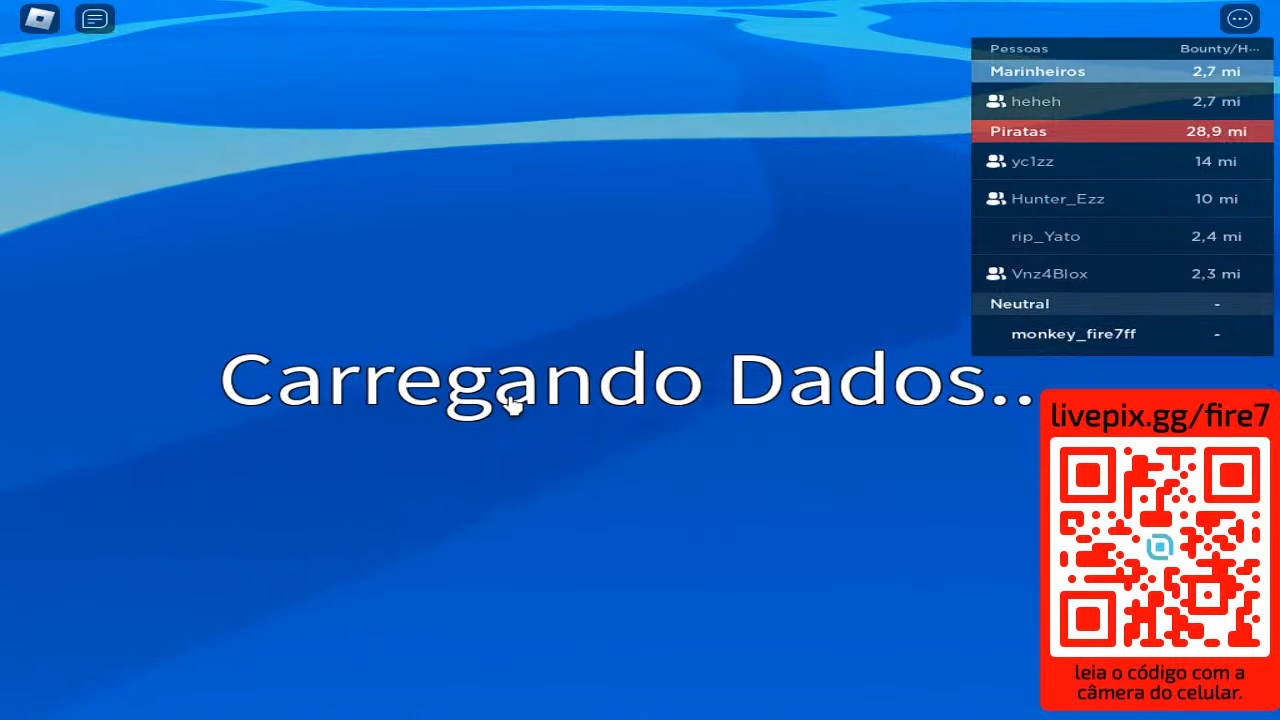 Pessoas Bounty/H...
Marinheiros 2,7 mi
heheh 2,7 mi
Piratas 28,9 mi
yc1zz 14 mi
Hunter_Ezz 10 mi
rip_Yato 2,4 mi
Vnz4Blox 2,3 mi
Neutral -
monkey_fire7ff -
Carregando Dados..
livepix.gg/fire7
leia o código com a
câmera do celular.